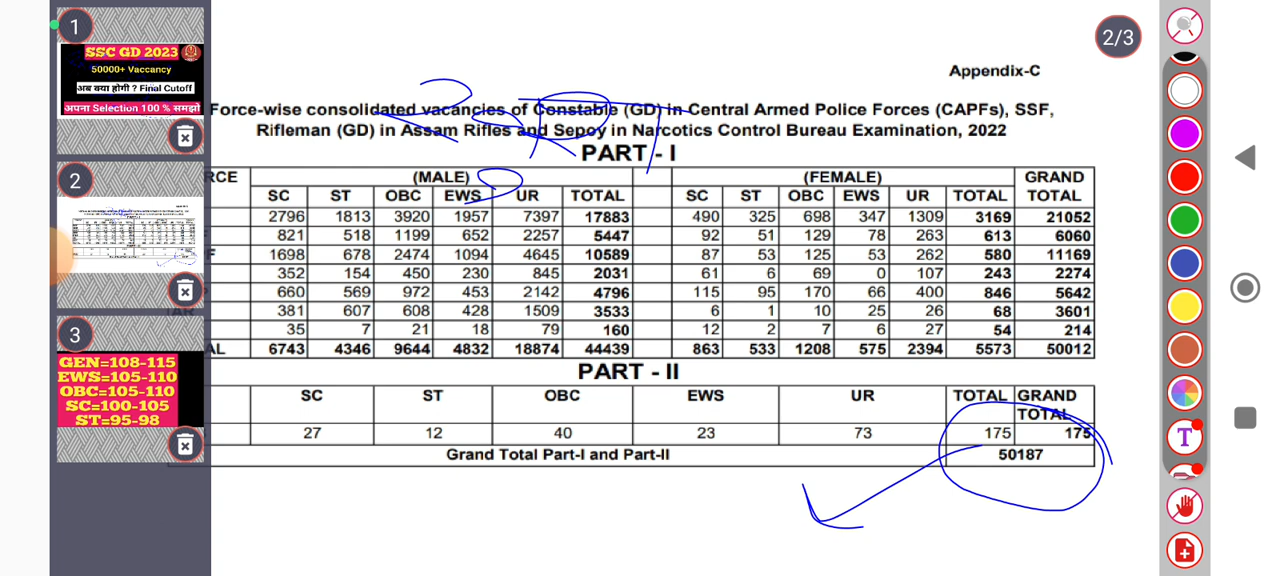 1
SSC GD 2023
50000+ Vaccancy
अब क्या होगी ? Final Cutoff
अपना Selection 100 % समझो
2
3
GEN=108-115
EWS=105-110
OBC=105-110
SC=100-105
ST=95-98
2/3
Appendix-C
Force-wise consolidated vacancies of Constable (GD) in Central Armed Police Forces (CAPFs), SSF,
Rifleman (GD) in Assam Rifles and Sepoy in Narcotics Control Bureau Examination, 2022
PART - I
RCE (MALE) (FEMALE) GRAND
SC ST OBC EWS UR TOTAL SC ST OBC EWS UR TOTAL TOTAL
2796 1813 3920 1957 7397 17883 490 325 698 347 1309 3169 21052
821 518 1199 652 2257 5447 92 51 129 78 263 613 6060
F 1698 678 2474 1094 4645 10589 87 53 125 53 262 580 11169
352 154 450 230 845 2031 61 6 69 0 107 243 2274
660 569 972 453 2142 4796 115 95 170 66 400 846 5642
AR 381 607 608 428 1509 3533 6 1 10 25 26 68 3601
35 7 21 18 79 160 12 2 7 6 27 54 214
AL 6743 4346 9644 4832 18874 44439 863 533 1208 575 2394 5573 50012
PART - II
SC ST OBC EWS UR TOTAL GRAND
TOTAL
27 12 40 23 73 175 175
Grand Total Part-I and Part-II 50187
T